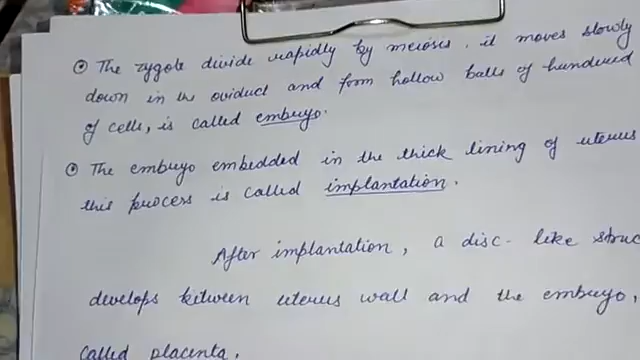 The zygote divide rapidly by meiosis. it moves slowly
down in the oviduct and form hollow balls of hundred
of cells, is called embryo.
The embryo embedded in the thick lining of uterus
this process is called implantation.
After implantation, a disc-like struc
develops between uterus wall and the embryo,
called placenta.